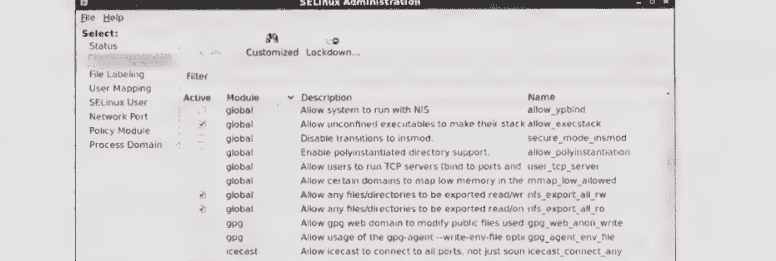 SELinux Administration
File Help
Select:
Status
File Labeling
User Mapping
SELinux User
Network Port
Policy Module
Process Domain
Customized Lockdown...
Filter
Active Module Description Name
global Allow system to run with NIS allow_ypbind
global Allow unconfined executables to make their stack allow_execstack
global Disable transitions to insmod. secure_mode_insmod
global Enable polyinstantiated directory support. allow_polyinstantiation
global Allow users to run TCP servers (bind to ports and user_tcp_server
global Allow certain domains to map low memory in the mmap_low_allowed
global Allow any files/directories to be exported read/wr nfs_export_all_rw
global Allow any files/directories to be exported read/on nfs_export_all_ro
gpg Allow gpg web domain to modify public files used gpg_web_anon_write
gpg Allow usage of the gpg-agent --write-env-file opti gpg_agent_env_file
icecast Allow icecast to connect to all ports, not just soun icecast_connect_any